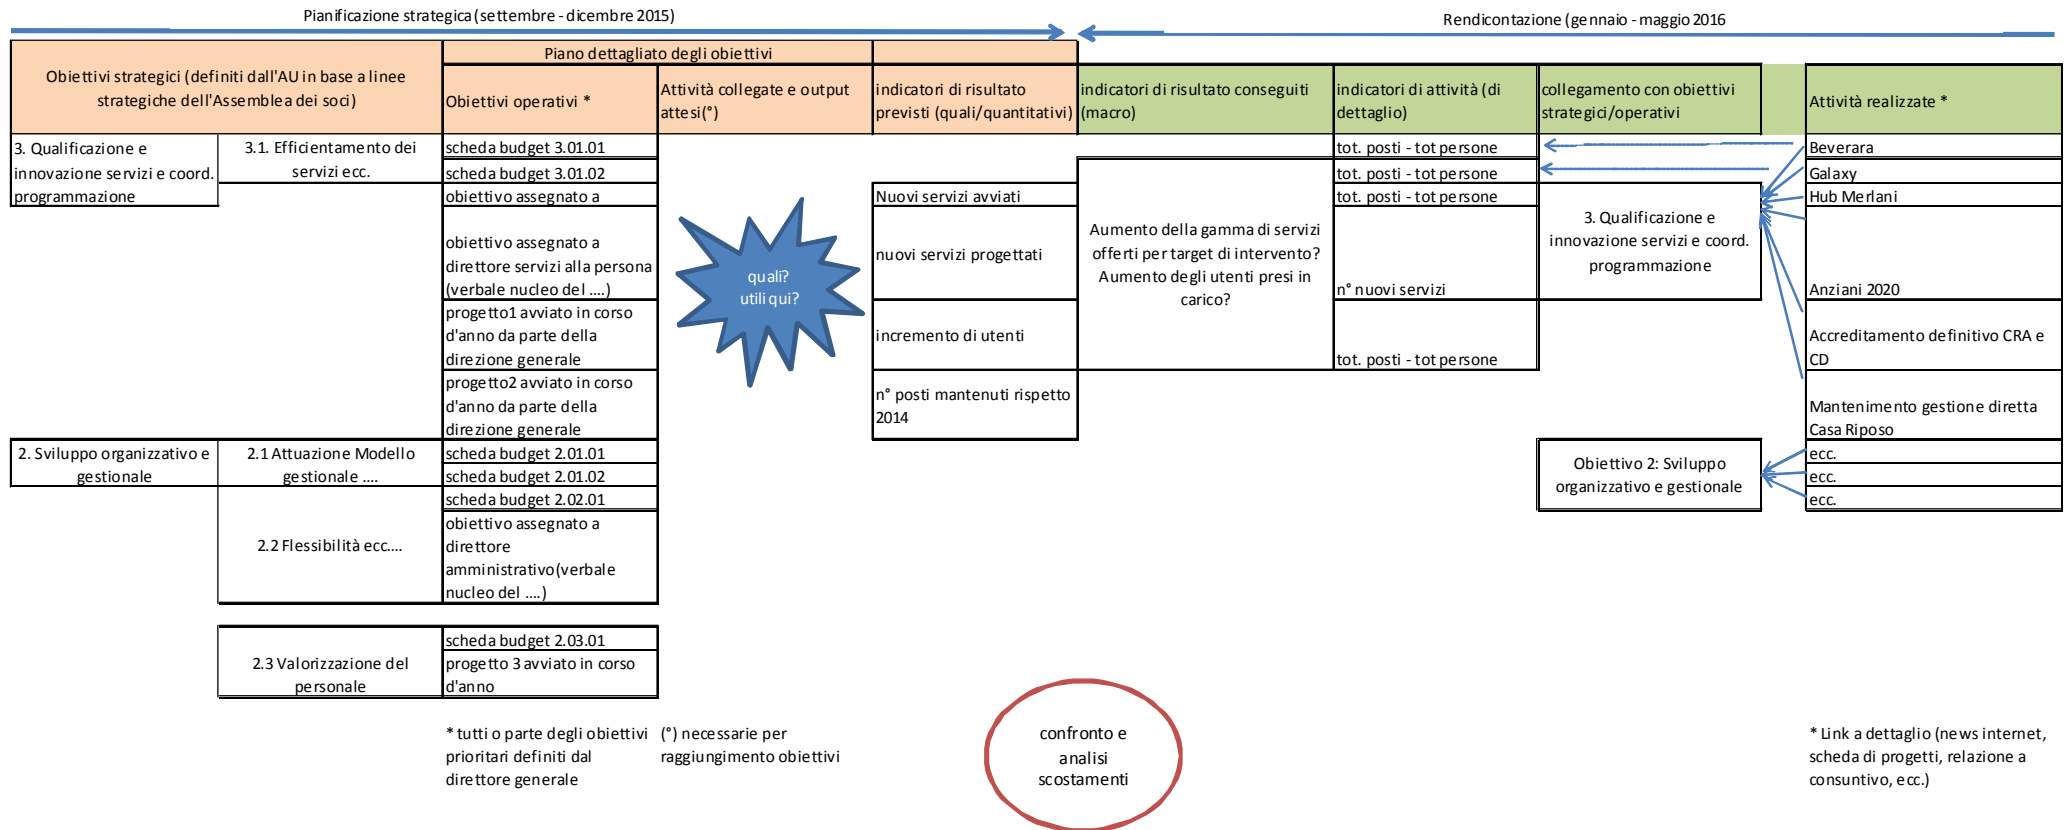 Pianificazione strategica (settembre - dicembre 2015)
Rendicontazione (gennaio - maggio 2016
Obiettivi strategici (definiti dall'AU in base a linee
strategiche dell'Assemblea dei soci)
Piano dettagliato degli obiettivi
Obiettivi operativi *
Attività collegate e output
attesi(°)
indicatori di risultato
previsti (quali/quantitativi)
indicatori di risultato conseguiti
(macro)
indicatori di attività (di
dettaglio)
collegamento con obiettivi
strategici/operativi
Attività realizzate *
3. Qualificazione e
innovazione servizi e coord.
programmazione
3.1. Efficientamento dei
servizi ecc.
scheda budget 3.01.01
scheda budget 3.01.02
obiettivo assegnato a
obiettivo assegnato a
direttore servizi alla persona
(verbale nucleo del ....)
progetto1 avviato in corso
d'anno da parte della
direzione generale
progetto2 avviato in corso
d'anno da parte della
direzione generale
quali?
utili qui?
Nuovi servizi avviati
nuovi servizi progettati
incremento di utenti
n° posti mantenuti rispetto
2014
Aumento della gamma di servizi
offerti per target di intervento?
Aumento degli utenti presi in
carico?
tot. posti - tot persone
tot. posti - tot persone
tot. posti - tot persone
n° nuovi servizi
tot. posti - tot persone
3. Qualificazione e
innovazione servizi e coord.
programmazione
Beverara
Galaxy
Hub Merlani
Anziani 2020
Accreditamento definitivo CRA e
CD
Mantenimento gestione diretta
Casa Riposo
2. Sviluppo organizzativo e
gestionale
2.1 Attuazione Modello
gestionale ....
scheda budget 2.01.01
scheda budget 2.01.02
2.2 Flessibilità ecc....
scheda budget 2.02.01
obiettivo assegnato a
direttore
amministrativo(verbale
nucleo del ....)
Obiettivo 2: Sviluppo
organizzativo e gestionale
ecc.
ecc.
ecc.
2.3 Valorizzazione del
personale
scheda budget 2.03.01
progetto 3 avviato in corso
d'anno
* tutti o parte degli obiettivi
prioritari definiti dal
direttore generale
(°) necessarie per
raggiungimento obiettivi
confronto e
analisi
scostamenti
* Link a dettaglio (news internet,
scheda di progetti, relazione a
consuntivo, ecc.)